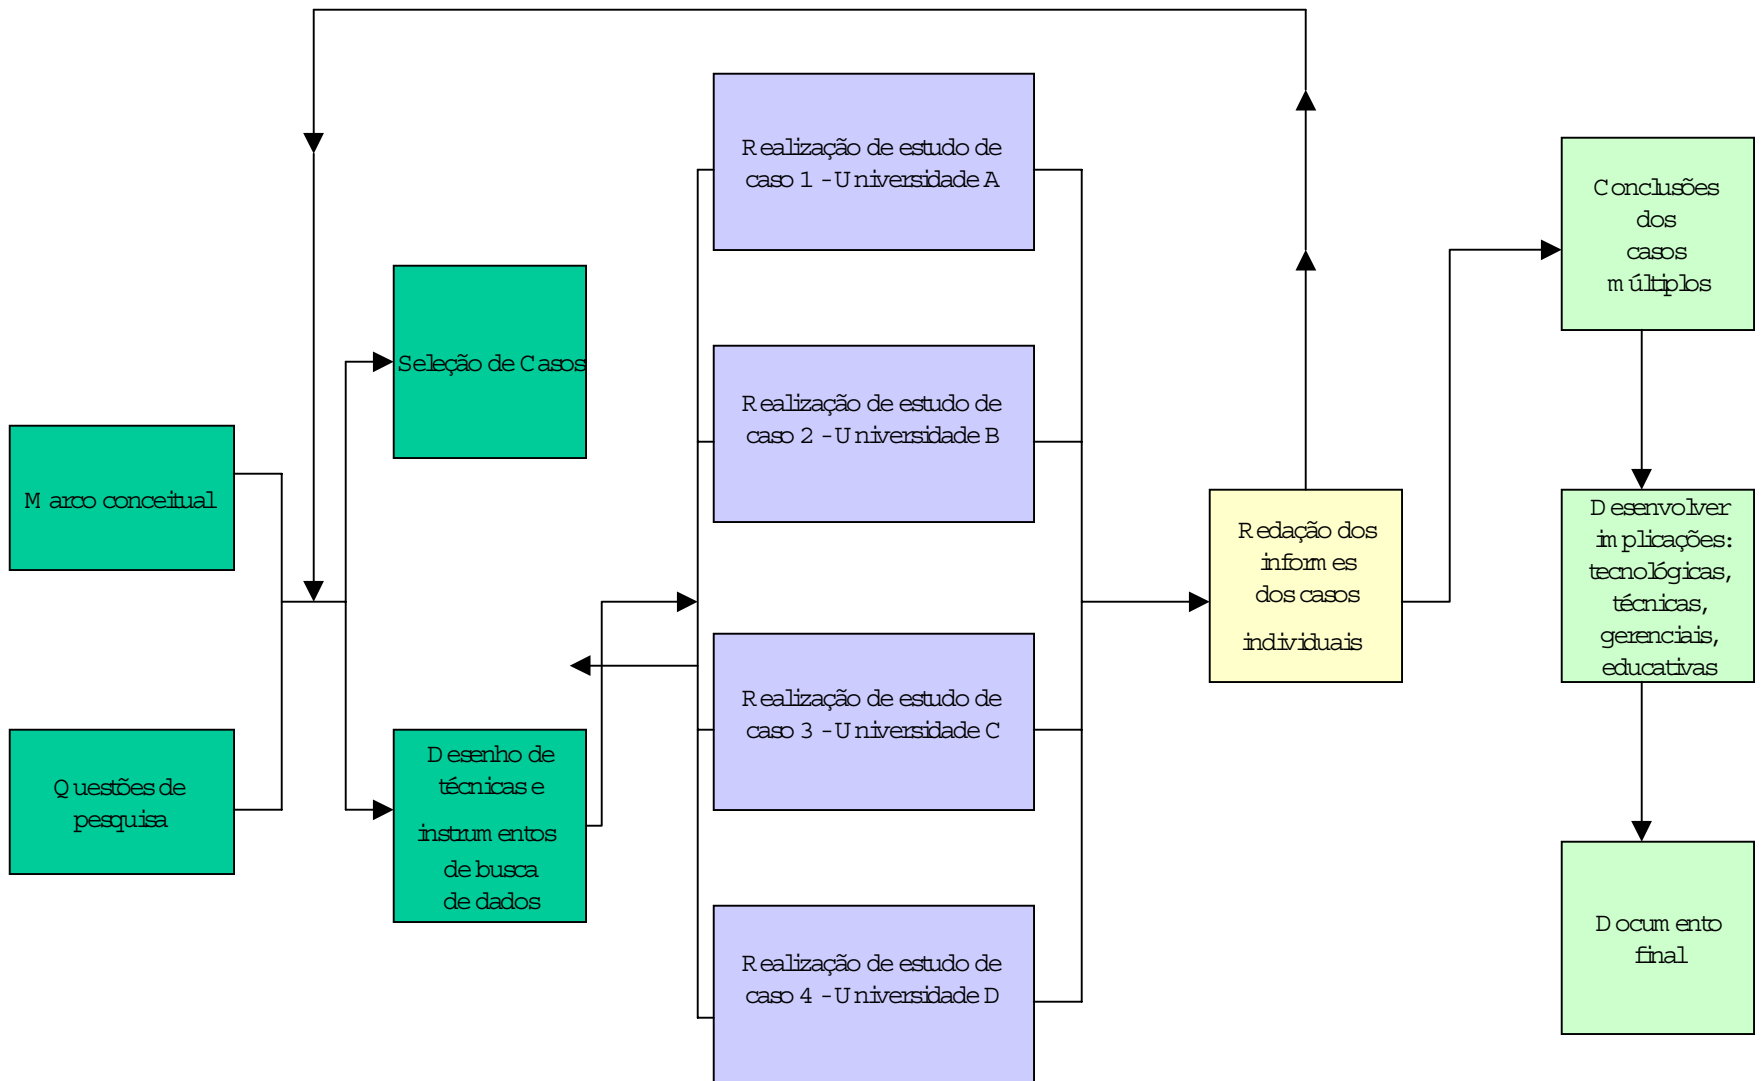 Marco conceitual
Questões de
pesquisa
Seleção de Casos
Desenho de
técnicas e
instrumentos
de busca
de dados
Realização de estudo de
caso 1 - Universidade A
Realização de estudo de
caso 2 - Universidade B
Realização de estudo de
caso 3 - Universidade C
Realização de estudo de
caso 4 - Universidade D
Redação dos
informes
dos casos
individuais
Conclusões
dos
casos
múltiplos
Desenvolver
implicações:
tecnológicas,
técnicas,
gerenciais,
educativas
Documento
final